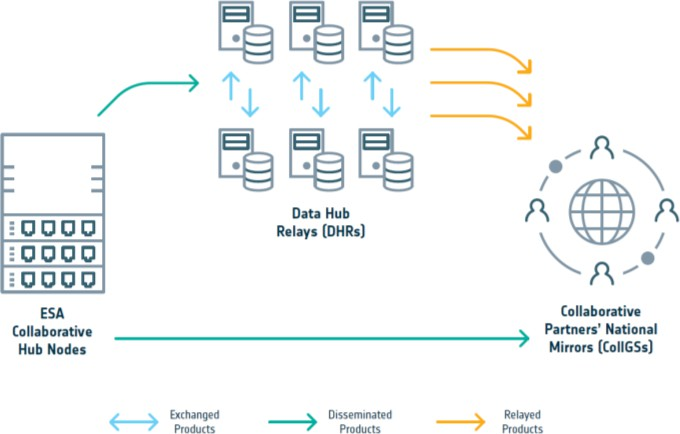 Data Hub
Relays (DHRs)
ESA
Collaborative
Hub Nodes
Collaborative
Partners' National
Mirrors (CollGSs)
Exchanged
Products
Disseminated
Products
Relayed
Products